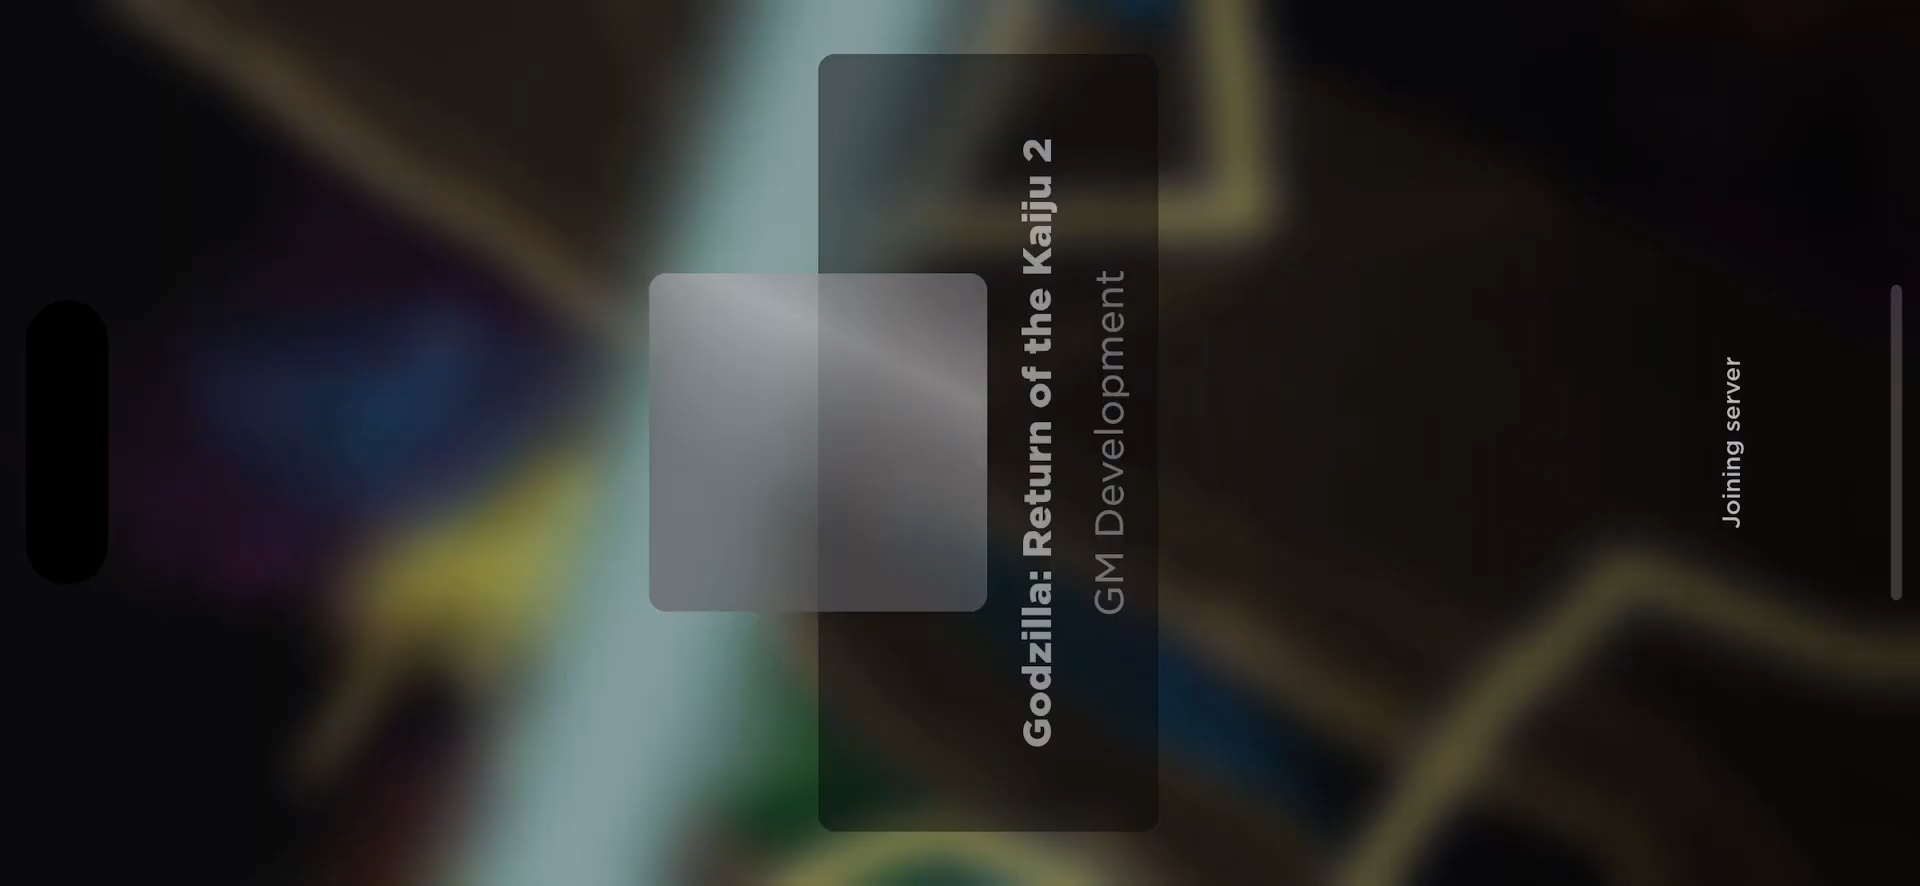 Godzilla: Return of the Kaiju 2
GM Development
Joining server